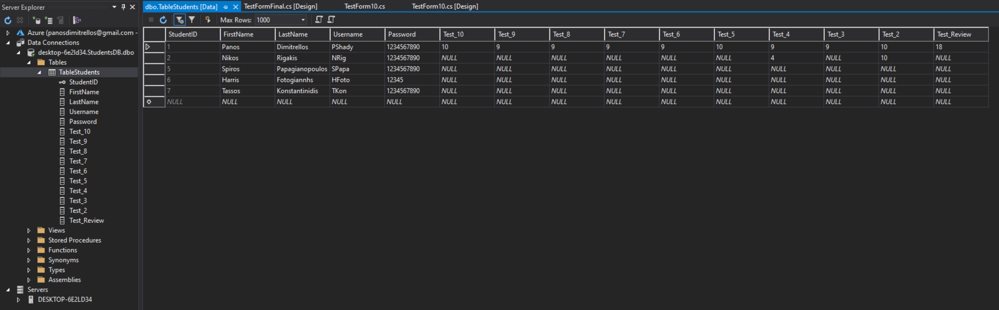 Server Explorer
Azure (panosdimitrellos@gmail.com -
Data Connections
desktop-6e2ld34.StudentsDB.dbo
Tables
TableStudents
StudentID
FirstName
LastName
Username
Password
Test_10
Test_9
Test_8
Test_7
Test_6
Test_5
Test_4
Test_3
Test_2
Test_Review
Views
Stored Procedures
Functions
Synonyms
Types
Assemblies
Servers
DESKTOP-6E2LD34
dbo.TableStudents [Data] TestFormFinal.cs [Design] TestForm10.cs TestForm10.cs [Design]
Max Rows: 1000
StudentID FirstName LastName Username Password Test_10 Test_9 Test_8 Test_7 Test_6 Test_5 Test_4 Test_3 Test_2 Test_Review
1 Panos Dimitrellos PShady 1234567890 10 9 9 9 9 10 9 9 10 18
2 Nikos Rigakis NRig 1234567890 NULL NULL NULL NULL NULL NULL 4 NULL 10 NULL
5 Spiros Papagianopoulos SPapa 1234567890 NULL NULL NULL NULL NULL NULL NULL NULL NULL NULL
6 Harris Fotogiannhs HFoto 12345 NULL NULL NULL NULL NULL NULL NULL NULL NULL NULL
7 Tassos Konstantinidis TKon 1234567890 NULL NULL NULL NULL NULL NULL NULL NULL NULL NULL
NULL NULL NULL NULL NULL NULL NULL NULL NULL NULL NULL NULL NULL NULL NULL